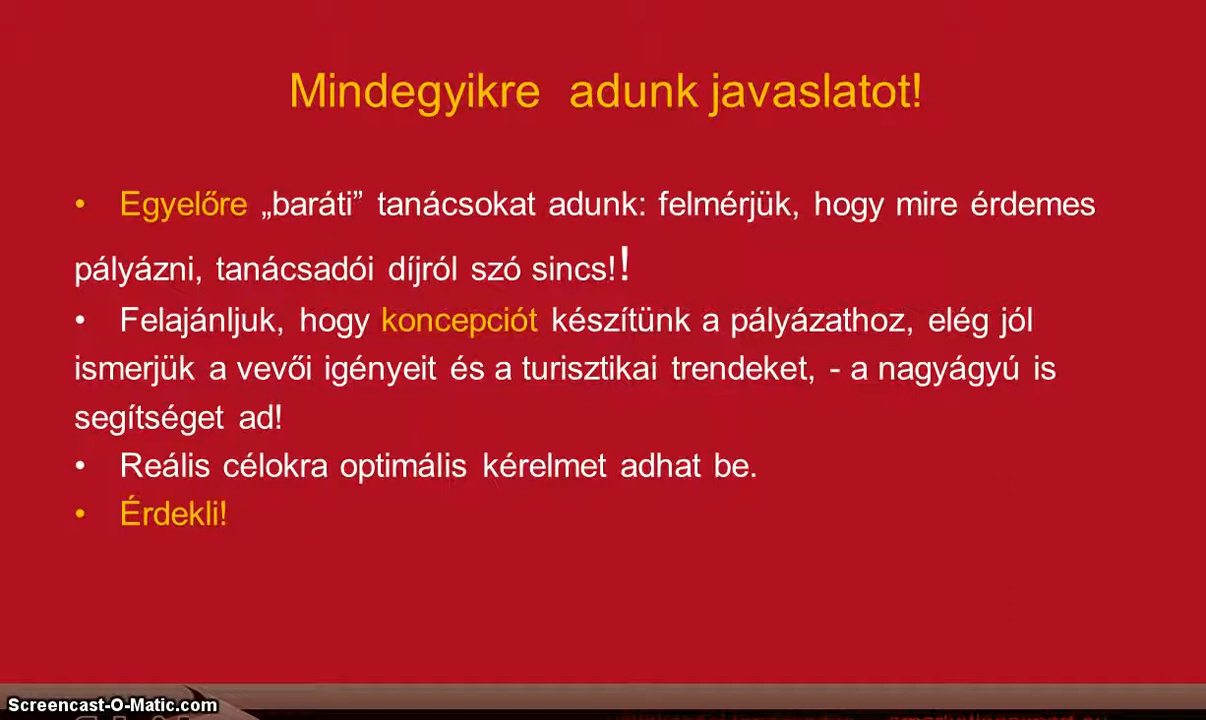 Mindegyikre adunk javaslatot!
• Egyelőre „baráti” tanácsokat adunk: felmérjük, hogy mire érdemes
pályázni, tanácsadói díjról szó sincs!!
• Felajánljuk, hogy koncepciót készítünk a pályázathoz, elég jól
ismerjük a vevői igényeit és a turisztikai trendeket, - a nagyágyú is
segítséget ad!
• Reális célokra optimális kérelmet adhat be.
• Érdekli!
Screencast-O-Matic.com